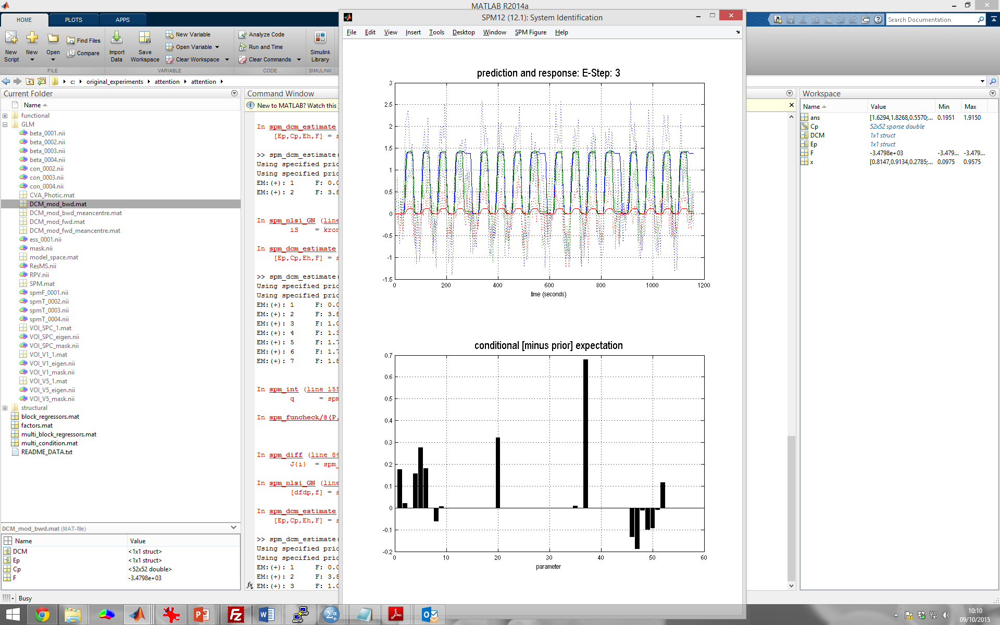 MATLAB R2014a
HOME
PLOTS
APPS
Search Documentation
New Script
New
Open
Find Files
Compare
FILE
Import Data
Save Workspace
New Variable
Open Variable
Clear Workspace
VARIABLE
Analyze Code
Run and Time
Clear Commands
CODE
Simulink Library
SIMULINK
c:
original_experiments
attention
attention
Current Folder
Name
functional
GLM
beta_0001.nii
beta_0002.nii
beta_0003.nii
beta_0004.nii
con_0002.nii
con_0003.nii
con_0004.nii
CVA_Photic.mat
DCM_mod_bwd.mat
DCM_mod_bwd_meancentre.mat
DCM_mod_fwd.mat
DCM_mod_fwd_meancentre.mat
ess_0001.nii
mask.nii
model_space.mat
ResMS.nii
RPV.nii
SPM.mat
spmF_0001.nii
spmT_0002.nii
spmT_0003.nii
spmT_0004.nii
VOI_SPC_1.mat
VOI_SPC_eigen.nii
VOI_SPC_mask.nii
VOI_V1_1.mat
VOI_V1_eigen.nii
VOI_V1_mask.nii
VOI_V5_1.mat
VOI_V5_eigen.nii
VOI_V5_mask.nii
structural
block_regressors.mat
factors.mat
multi_block_regressors.mat
multi_condition.mat
README_DATA.txt
DCM_mod_bwd.mat (MAT-file)
Name Value
DCM <1x1 struct>
Ep <1x1 struct>
Cp <52x52 double>
F -3.4798e+03
Busy
Command Window
New to MATLAB? Watch this
In spm_dcm_estimate
[Ep,Cp,Eh,F] = s
>> spm_dcm_estimate(
Using specified pric
Using specified pric
EM:(+): 1 F: 0.0
EM:(+): 2 F: 3.8
In spm_nlsi_GN (line
iS = kron
In spm_dcm_estimate
[Ep,Cp,Eh,F] = s
>> spm_dcm_estimate(
Using specified pric
Using specified pric
EM:(+): 1 F: 0.0
EM:(+): 2 F: 3.8
EM:(+): 3 F: 1.0
EM:(+): 4 F: 1.3
EM:(+): 5 F: 1.7
EM:(+): 6 F: 1.7
EM:(+): 7 F: 1.8
In spm_int (line 155
q = spm
In spm_funcheck/@(P,
In spm_diff (line 84
J{i} = spm_
In spm_nlsi_GN (line
[dfdp,f] = s
In spm_dcm_estimate
[Ep,Cp,Eh,F] = s
>> spm_dcm_estimate(
Using specified pric
Using specified pric
EM:(+): 1 F: 0.0
EM:(+): 2 F: 3.8
EM:(+): 3 F: 1.0
SPM12 (12.1): System Identification
File Edit View Insert Tools Desktop Window SPM Figure Help
prediction and response: E-Step: 3
3
2.5
2
1.5
1
0.5
0
-0.5
-1
-1.5
0 200 400 600 800 1000 1200
time (seconds)
conditional [minus prior] expectation
0.7
0.6
0.5
0.4
0.3
0.2
0.1
0
-0.1
-0.2
0 10 20 30 40 50 60
parameter
Workspace
Name Value Min Max
ans [1.6294,1.8268,0.5570;... 0.1951 1.9150
Cp 52x52 sparse double
DCM 1x1 struct
Ep 1x1 struct
F -3.4798e+03 -3.479... -3.479...
x [0.8147,0.9134,0.2785;... 0.0975 0.9575
10:10
09/10/2015